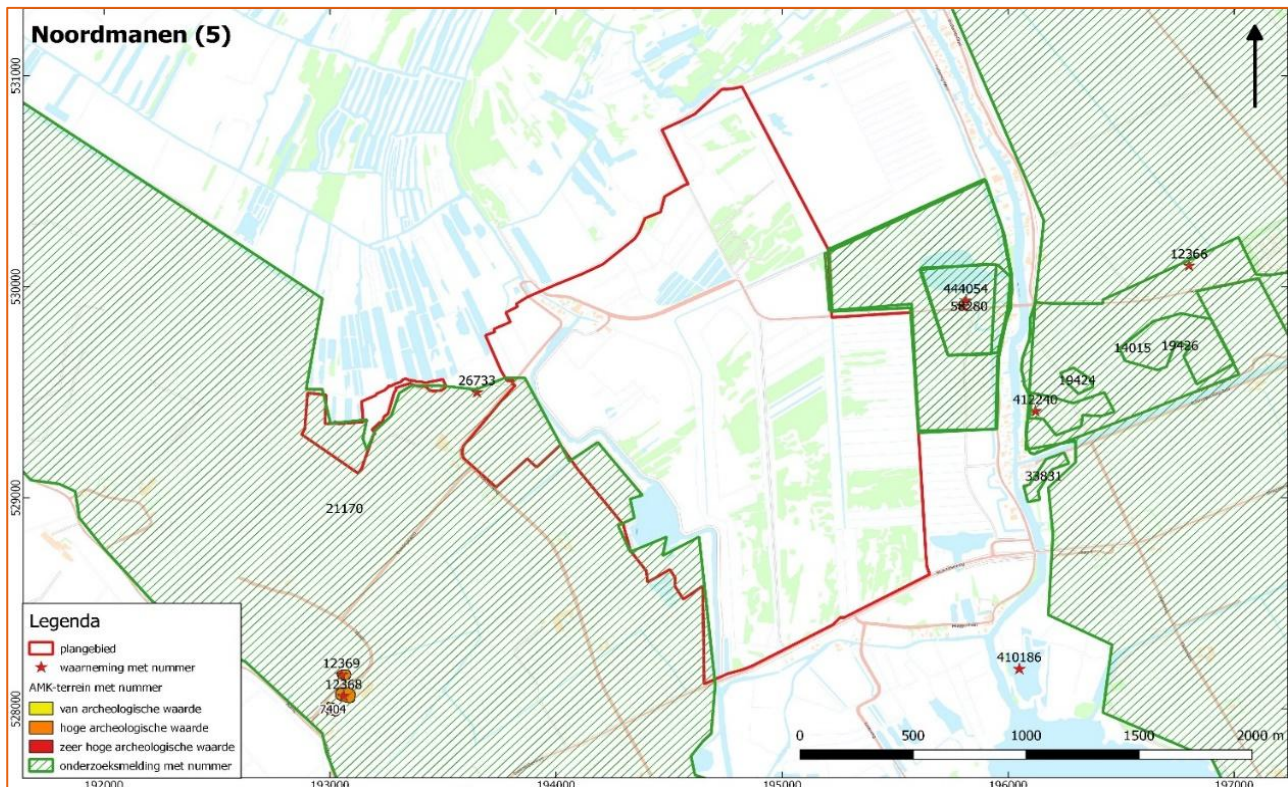 Noordmanen (5)
531000
530000
12366
444054
58280
14015
19426
26733
19424
412240
33831
529000
21170
Legenda
plangebied
waarneming met nummer
AMK-terrein met nummer
van archeologische waarde
hoge archeologische waarde
zeer hoge archeologische waarde
onderzoeksmelding met nummer
12369
12368
7404
410186
528000
0
500
1000
1500
2000 m
192000
193000
194000
195000
196000
197000